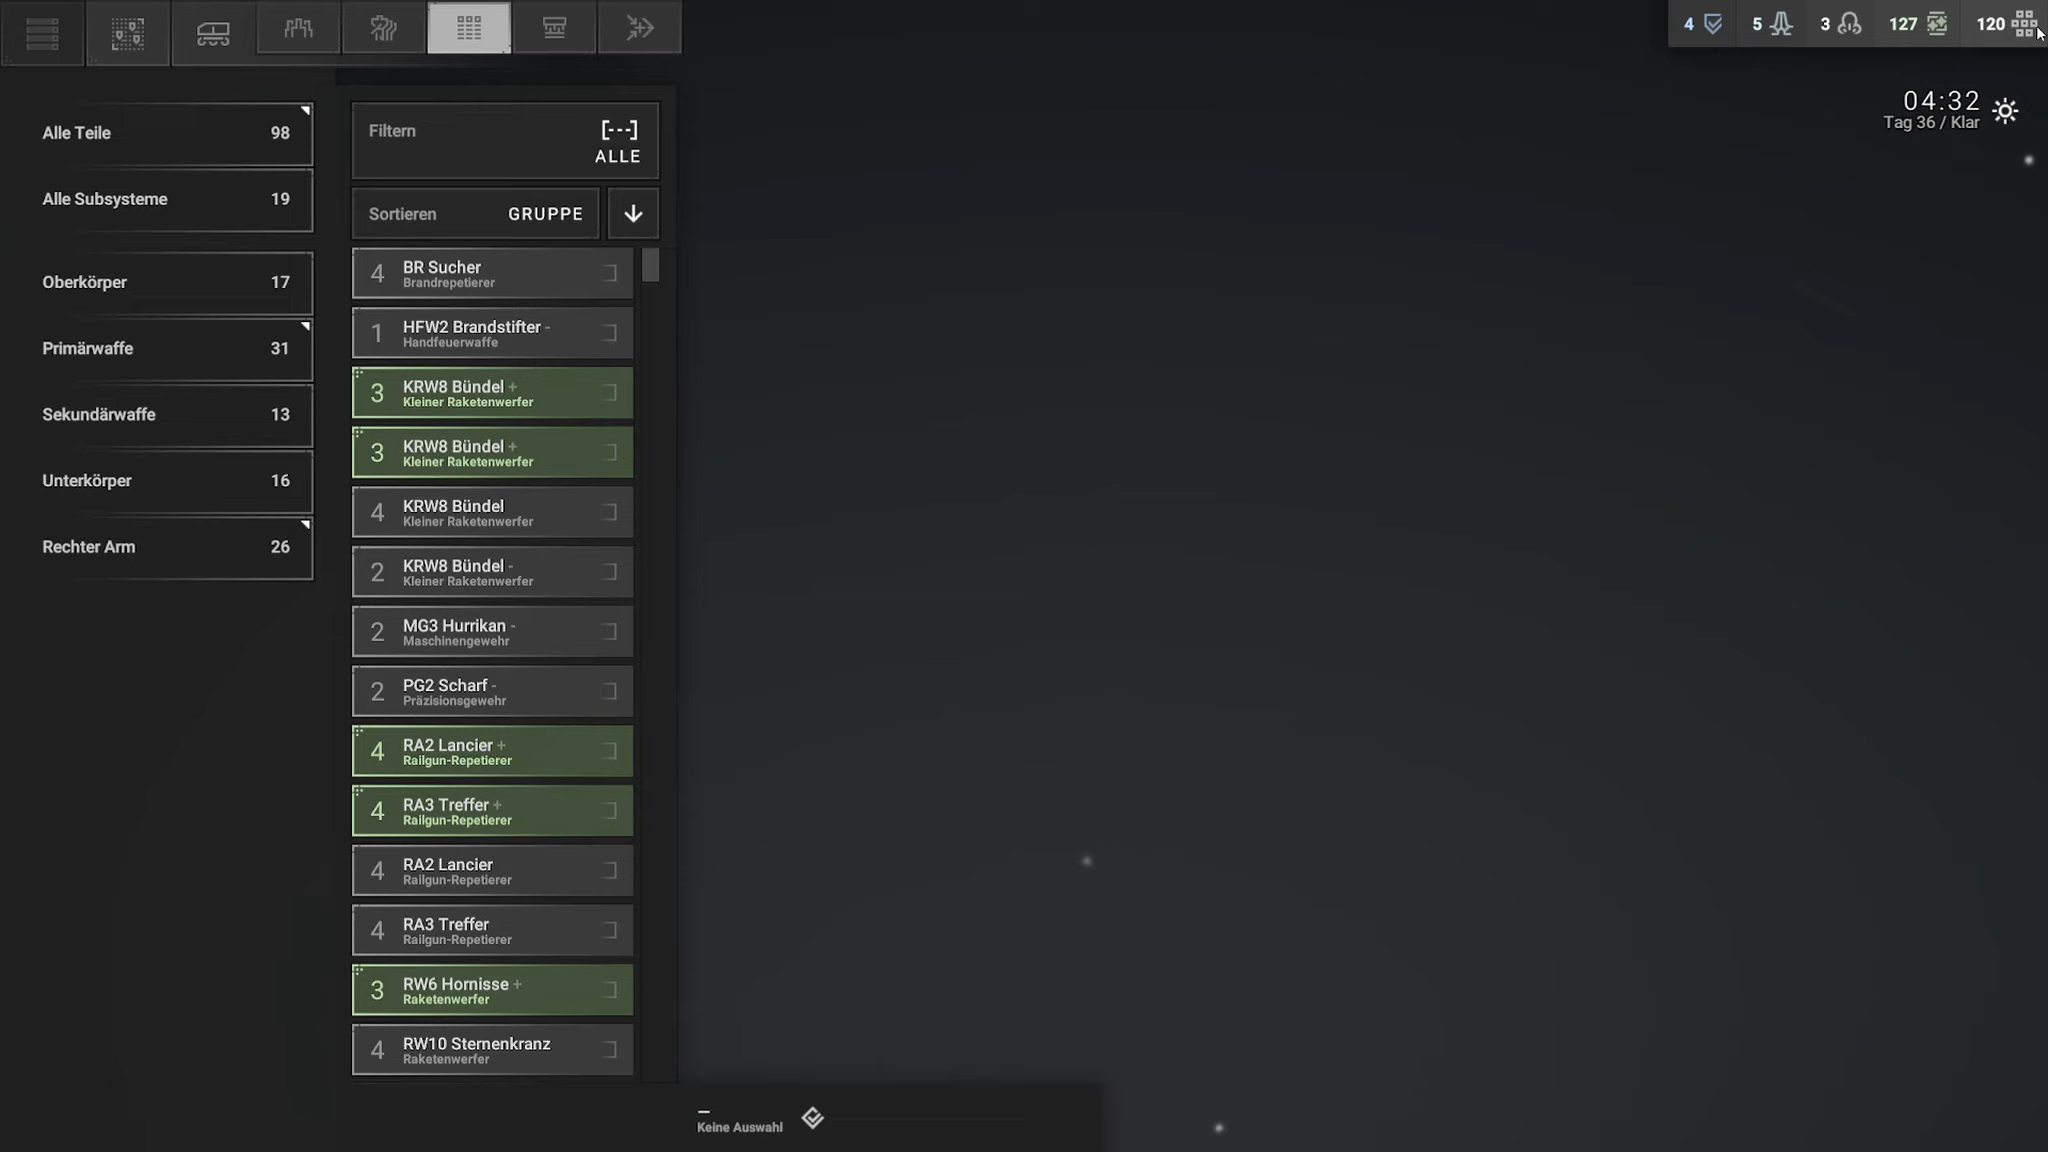 4
5
3
127
120
04:32
Tag 36 / Klar
Alle Teile 98
Alle Subsysteme 19
Oberkörper 17
Primärwaffe 31
Sekundärwaffe 13
Unterkörper 16
Rechter Arm 26
Filtern [---]
ALLE
Sortieren GRUPPE
4 BR Sucher
Brandrepetierer
1 HFW2 Brandstifter -
Handfeuerwaffe
3 KRW8 Bündel +
Kleiner Raketenwerfer
3 KRW8 Bündel +
Kleiner Raketenwerfer
4 KRW8 Bündel
Kleiner Raketenwerfer
2 KRW8 Bündel -
Kleiner Raketenwerfer
2 MG3 Hurrikan -
Maschinengewehr
2 PG2 Scharf -
Präzisionsgewehr
4 RA2 Lancier +
Railgun-Repetierer
4 RA3 Treffer +
Railgun-Repetierer
4 RA2 Lancier
Railgun-Repetierer
4 RA3 Treffer
Railgun-Repetierer
3 RW6 Hornisse +
Raketenwerfer
4 RW10 Sternenkranz
Raketenwerfer
–
Keine Auswahl